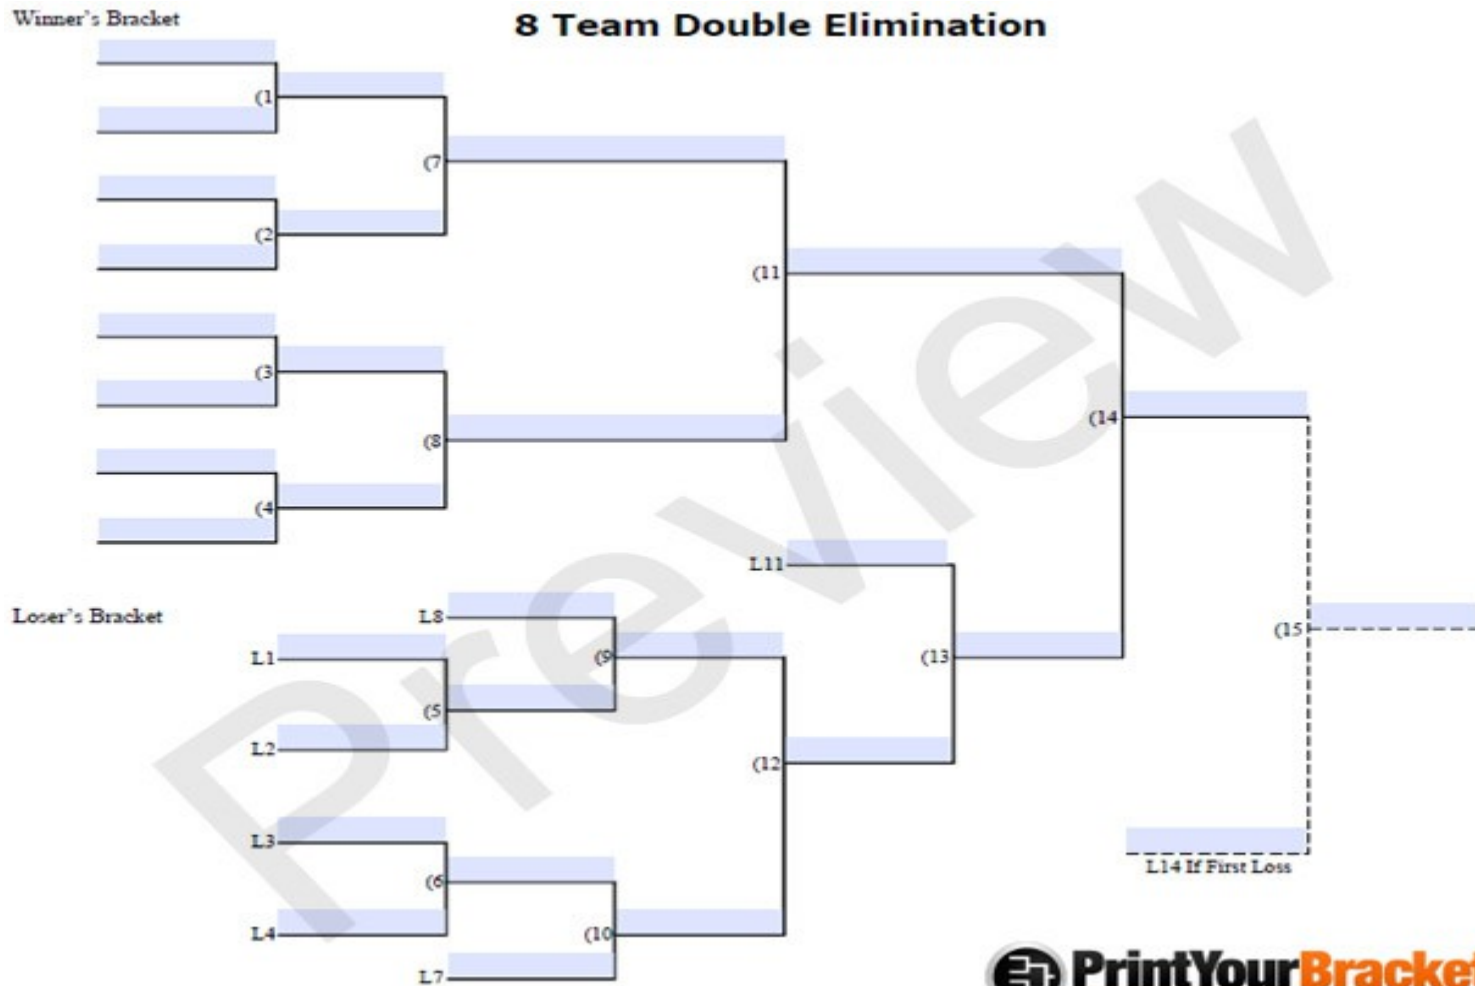 Winner's Bracket
8 Team Double Elimination
(1
(7
(2
(11
(3
(8
(14
(4
L11
Loser's Bracket
L8
L1
(9
(13
(15
(5
L2
(12
L3
L14 If First Loss
(6
L4
(10
L7
PrintYourBracket
Preview